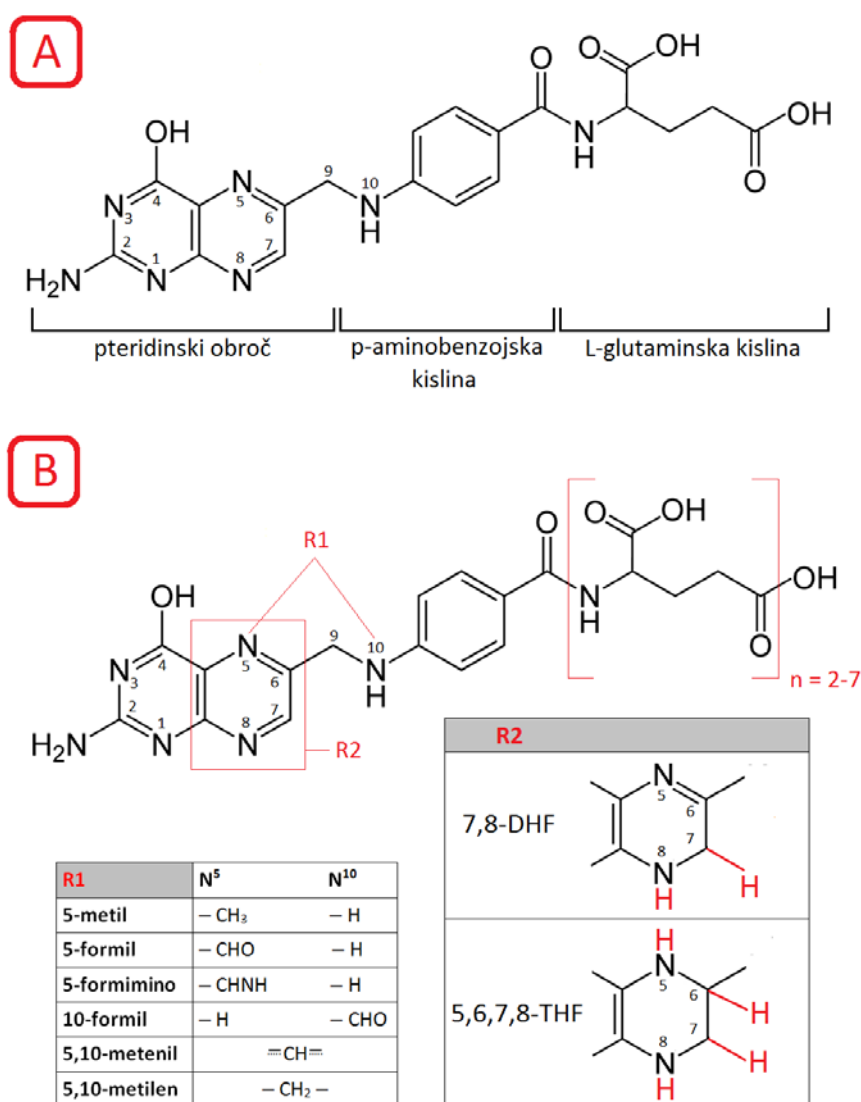 A
OH
N
3
4
N
5
6
9
10
N
H
O
N
H
O
OH
OH
O
2
1
N
8
N
7
H₂N
pteridinski obroč
p-aminobenzojska
kislina
L-glutaminska kislina
B
R1
OH
N
3
4
N
5
6
9
10
N
H
O
N
H
O
OH
OH
O
n = 2-7
2
1
N
8
N
7
H₂N
R2
R2
7,8-DHF
N
5
6
7
8
N
H
H
5,6,7,8-THF
H
N
5
6
H
7
8
N
H
H
R1 N⁵ N¹⁰
5-metil – CH₃ – H
5-formil – CHO – H
5-formimino – CHNH – H
10-formil – H – CHO
5,10-metenil =CH=
5,10-metilen – CH₂ –